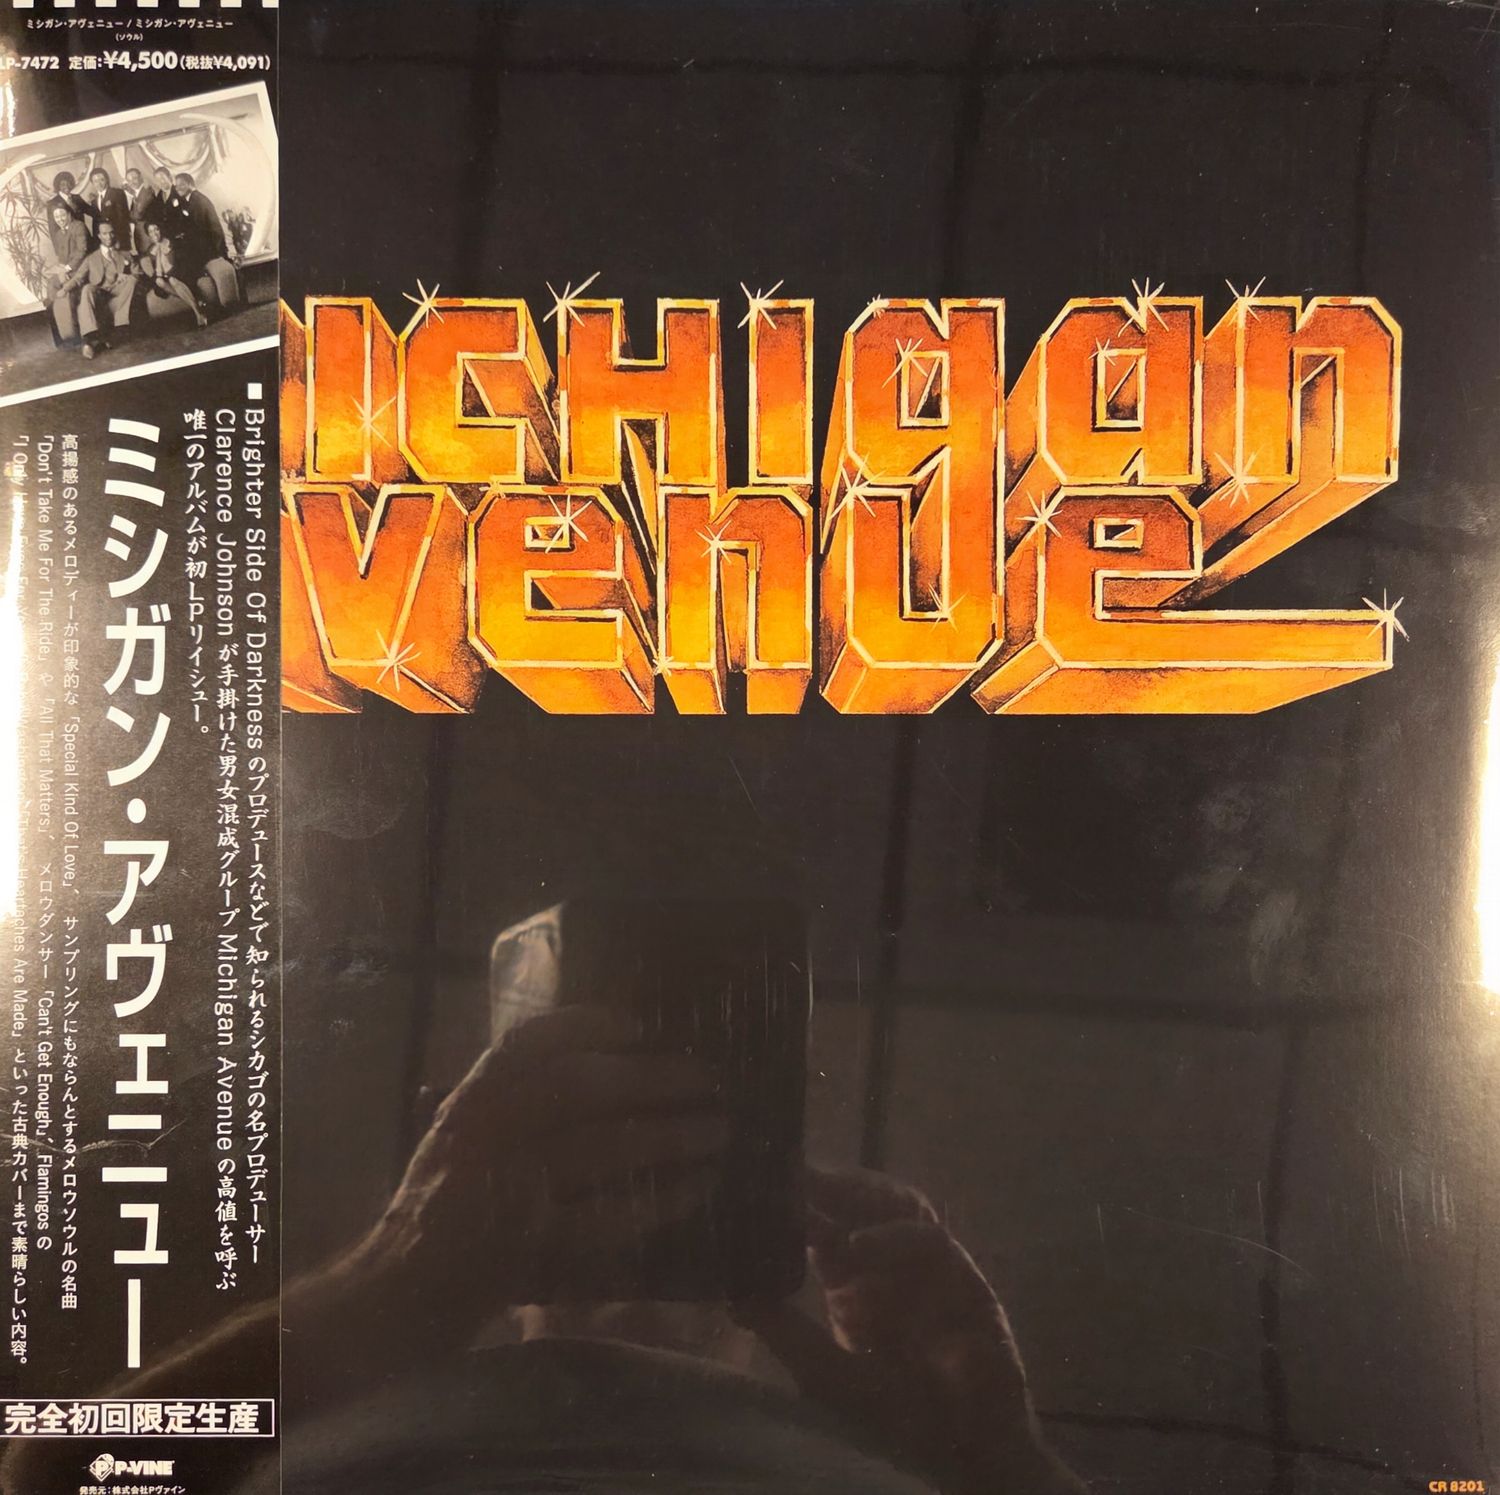 ミシガン・アヴェニュー / ミシガン・アヴェニュー
(ソウル)
LP-7472 定価:¥4,500(税抜¥4,091)
■Brighter Side Of Darkness のプロデュースなどで知られるシカゴの名プロデューサー
Clarence Johnson が手掛けた男女混成グループ Michigan Avenue の高値を呼ぶ
唯一のアルバムが初LPリイシュー。
ミシガン・アヴェニュー
高揚感のあるメロディーが印象的な「Special Kind Of Love」、サンプリングにもならんとするメロウソウルの名曲
「Don't Take Me For The Ride」や「All That Matters」、メロウダンサー「Can't Get Enough」、Flamingos の
「I Only Have Eyes For You」 Heartaches Are Made」といった古典カバーまで素晴らしい内容。
完全初回限定生産
P-VINE
発売元:株式会社Pヴァイン
ICHIgan
venue
CR 8201